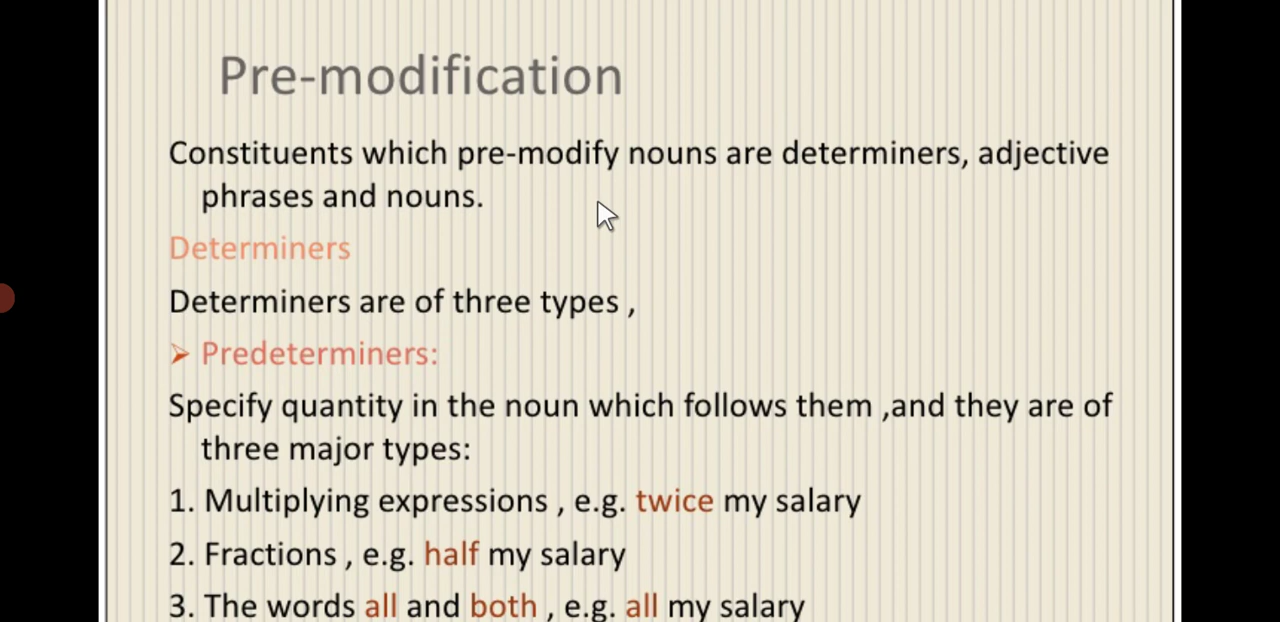 Pre-modification
Constituents which pre-modify nouns are determiners, adjective
phrases and nouns.
Determiners
Determiners are of three types ,
➢ Predeterminers:
Specify quantity in the noun which follows them ,and they are of
three major types:
1. Multiplying expressions , e.g. twice my salary
2. Fractions , e.g. half my salary
3. The words all and both , e.g. all my salary